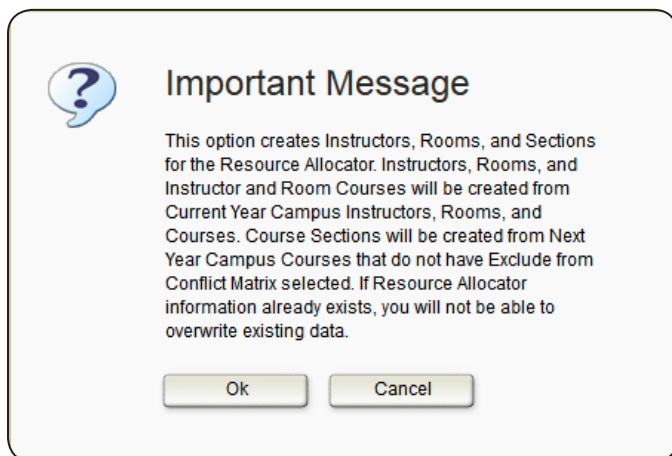 Important Message
This option creates Instructors, Rooms, and Sections
for the Resource Allocator. Instructors, Rooms, and
Instructor and Room Courses will be created from
Current Year Campus Instructors, Rooms, and
Courses. Course Sections will be created from Next
Year Campus Courses that do not have Exclude from
Conflict Matrix selected. If Resource Allocator
information already exists, you will not be able to
overwrite existing data.
Ok
Cancel